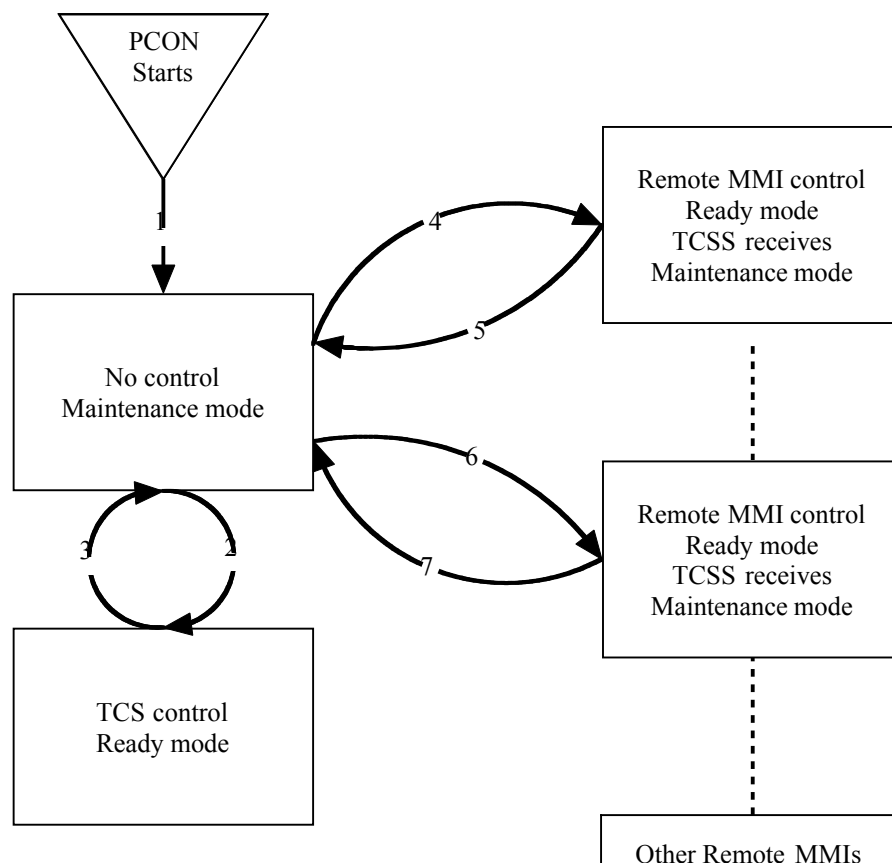 PCON
Starts
1
Remote MMI control
Ready mode
TCSS receives
Maintenance mode
4
5
No control
Maintenance mode
6
7
Remote MMI control
Ready mode
TCSS receives
Maintenance mode
3
2
TCS control
Ready mode
Other Remote MMIs